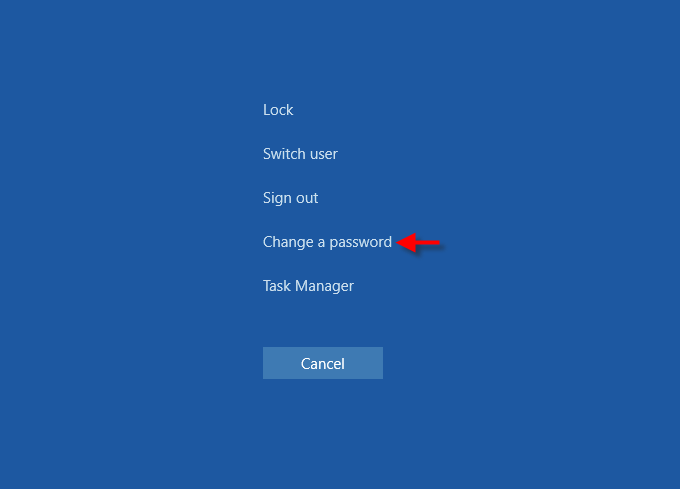 Lock
Switch user
Sign out
Change a password
Task Manager
Cancel